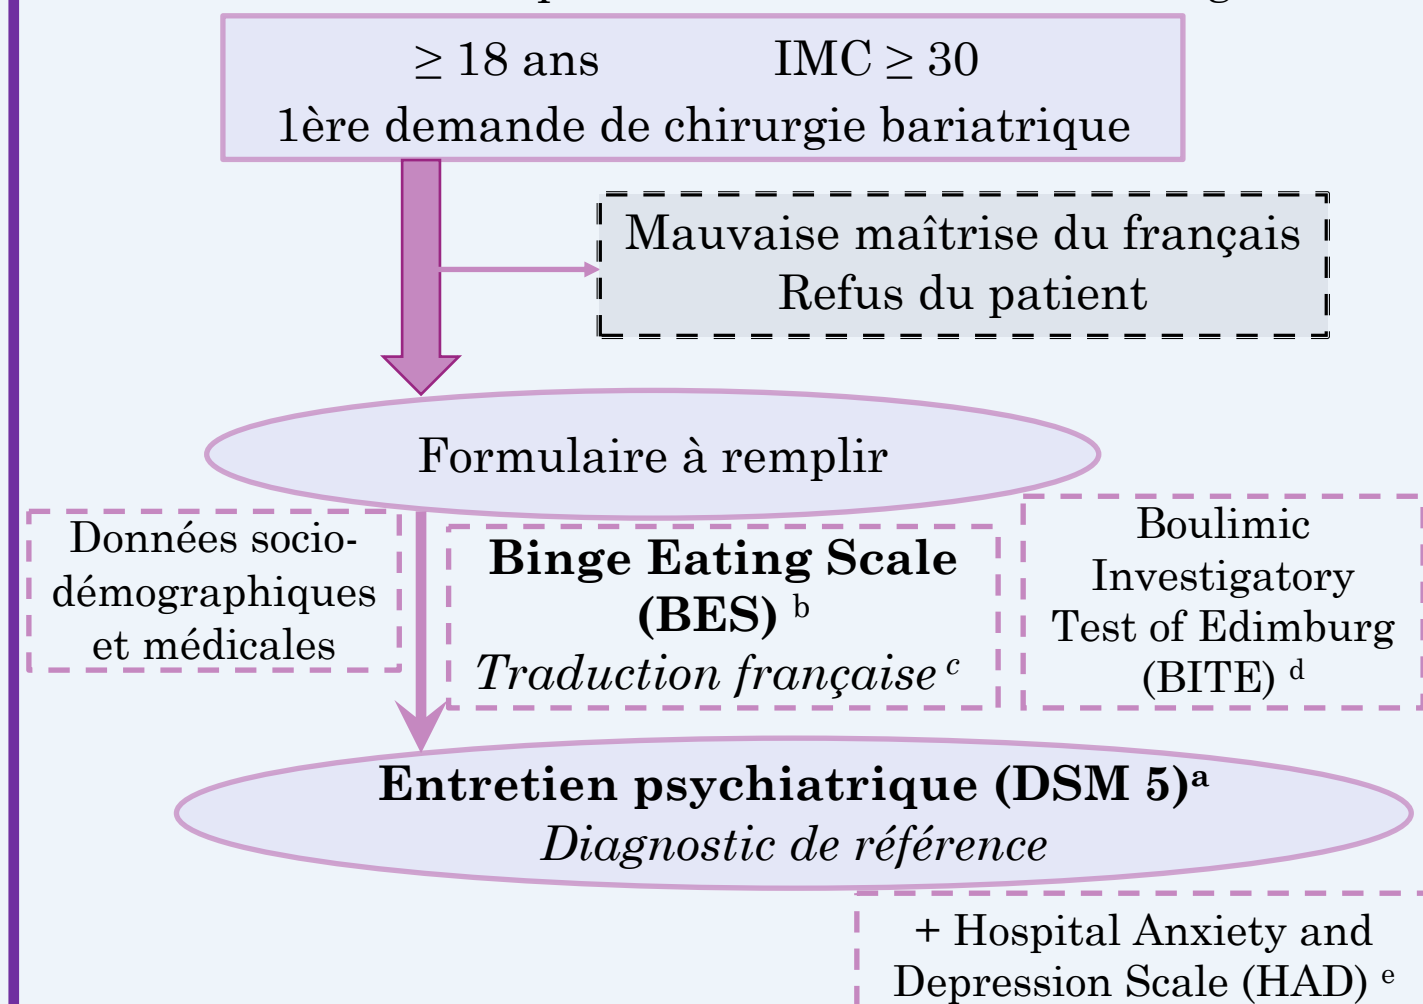 ≥ 18 ans IMC ≥ 30
1ère demande de chirurgie bariatrique
Mauvaise maîtrise du français
Refus du patient
Formulaire à remplir
Données socio-
démographiques
et médicales
Binge Eating Scale
(BES) b
Traduction française c
Boulimic
Investigatory
Test of Edimburg
(BITE) d
Entretien psychiatrique (DSM 5)a
Diagnostic de référence
+ Hospital Anxiety and
Depression Scale (HAD) e